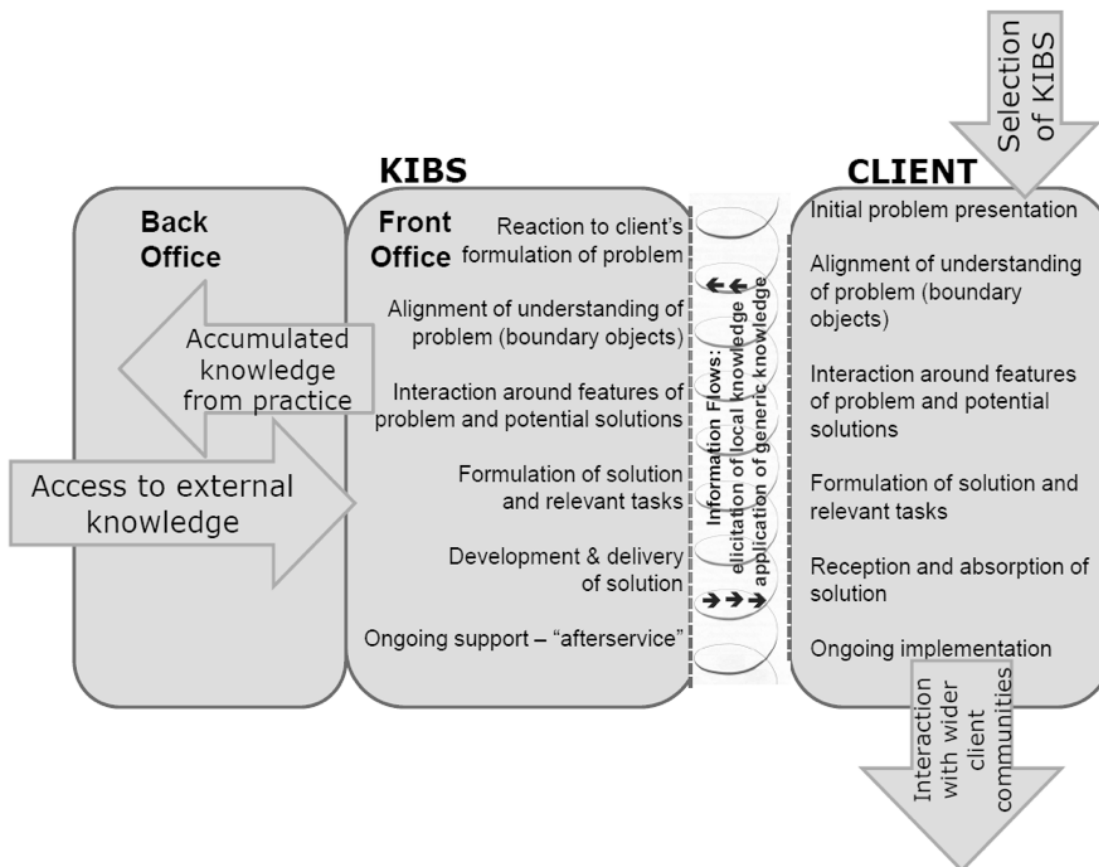 Selection
of KIBS
KIBS
CLIENT
Back
Office
Front
Office
Reaction to client's
formulation of problem
Alignment of understanding of
problem (boundary objects)
Interaction around features of
problem and potential solutions
Formulation of solution
and relevant tasks
Development & delivery
of solution
Ongoing support – “afterservice”
Accumulated
knowledge
from practice
Access to external
knowledge
Information Flows:
elicitation of local knowledge
application of generic knowledge
Initial problem presentation
Alignment of understanding
of problem (boundary
objects)
Interaction around features
of problem and potential
solutions
Formulation of solution and
relevant tasks
Reception and absorption of
solution
Ongoing implementation
Interaction
with wider
client
communities